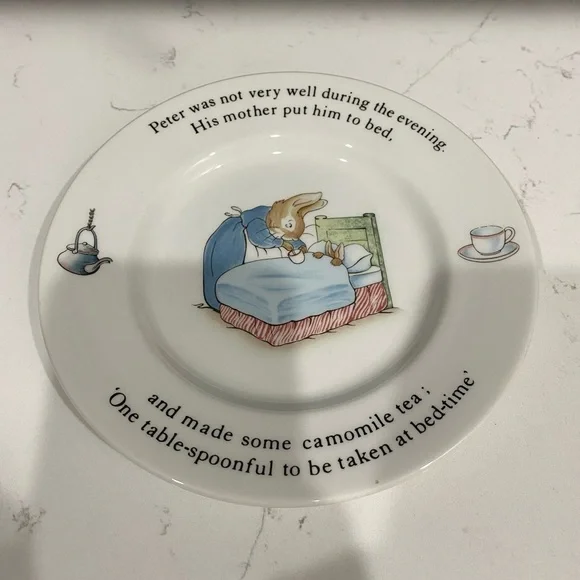 Peter was not very well during the evening.
His mother put him to bed,
and made some camomile tea;
'One table-spoonful to be taken at bed-time.'